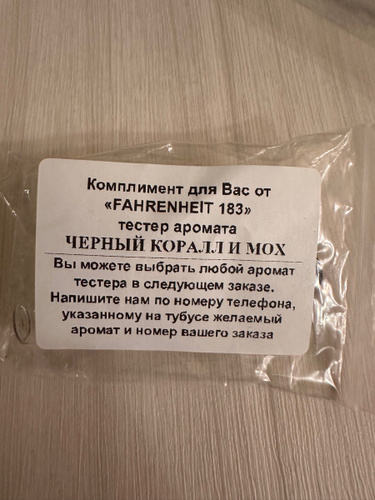 Комплимент для Вас от
«FAHRENHEIT 183»
тестер аромата
ЧЕРНЫЙ КОРАЛЛ И МОХ
Вы можете выбрать любой аромат
тестера в следующем заказе.
Напишите нам по номеру телефона,
указанному на тубусе желаемый
аромат и номер вашего заказа